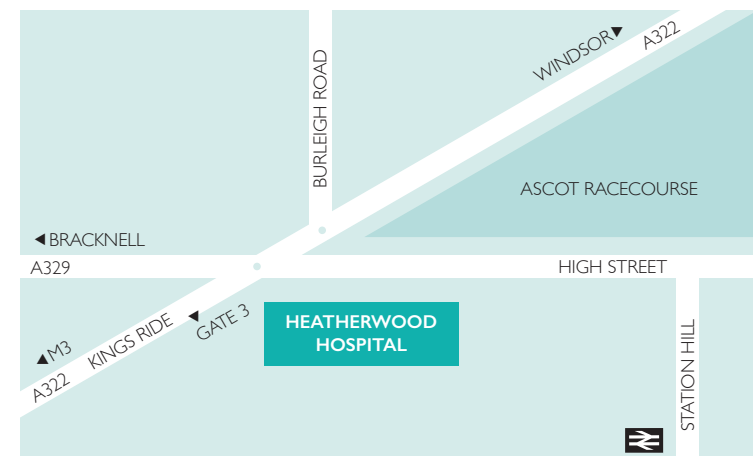 WINDSOR
A322
BURLEIGH ROAD
ASCOT RACECOURSE
BRACKNELL
A329
HIGH STREET
GATE 3
HEATHERWOOD
HOSPITAL
M3
KINGS RIDE
A322
STATION HILL